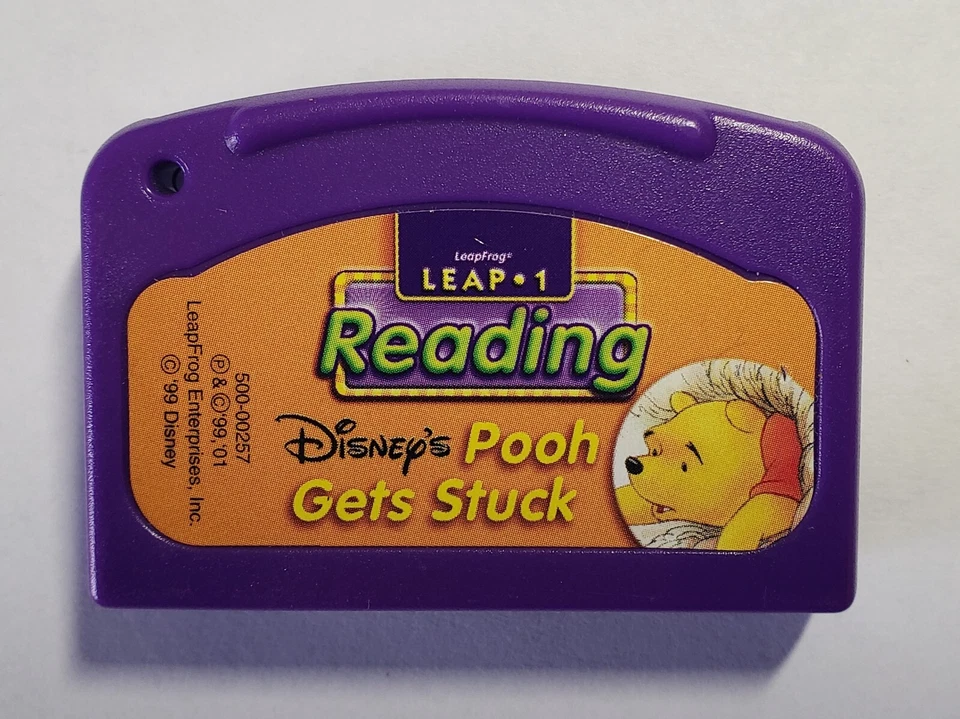 LeapFrog®
LEAP•1
Reading
Disney's Pooh
Gets Stuck
500-00257
Ⓟ & ©'99,'01
LeapFrog Enterprises, Inc.
© '99 Disney